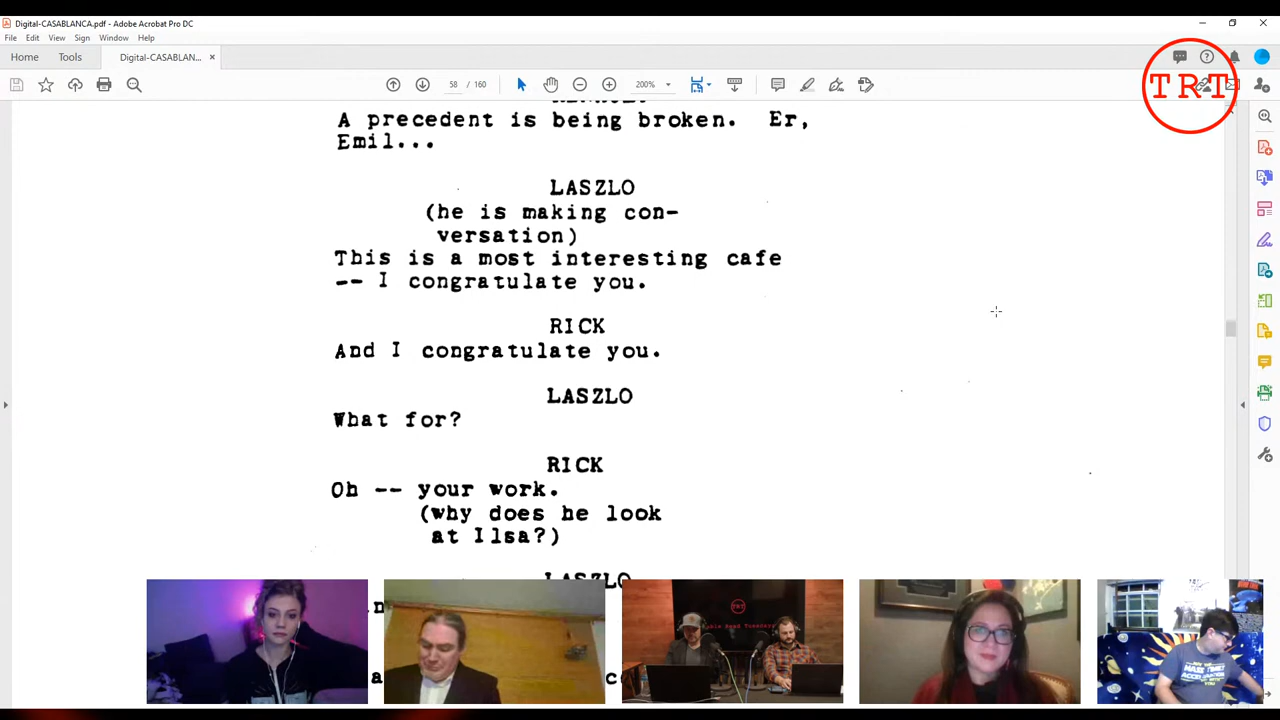 Digital-CASABLANCA.pdf - Adobe Acrobat Pro DC
File Edit View Sign Window Help
Home Tools Digital-CASABLAN... ×
58 / 160 200%
TRT
A precedent is being broken. Er,
Emil...
LASZLO
(he is making con-
versation)
This is a most interesting cafe
-- I congratulate you.
RICK
And I congratulate you.
LASZLO
What for?
RICK
Oh -- your work.
(why does he look
at Ilsa?)
LASZLO
TRT